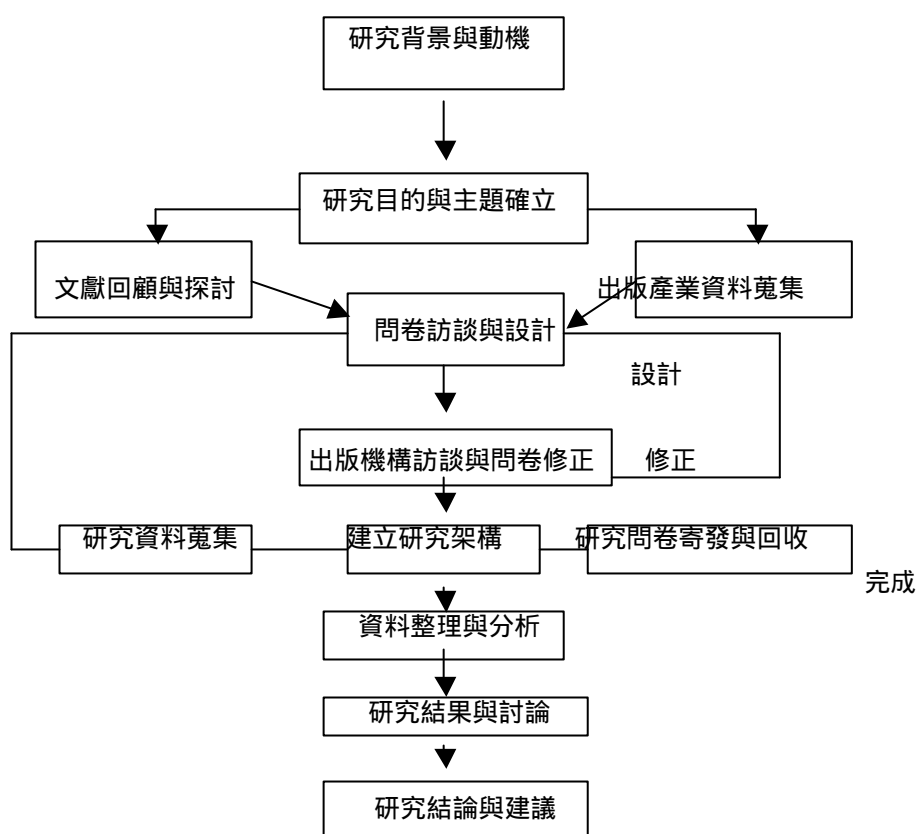 研究背景與動機
研究目的與主題確立
文獻回顧與探討
出版產業資料蒐集
問卷訪談與設計
設計
出版機構訪談與問卷修正
修正
研究資料蒐集
建立研究架構
研究問卷寄發與回收
完成
資料整理與分析
研究結果與討論
研究結論與建議